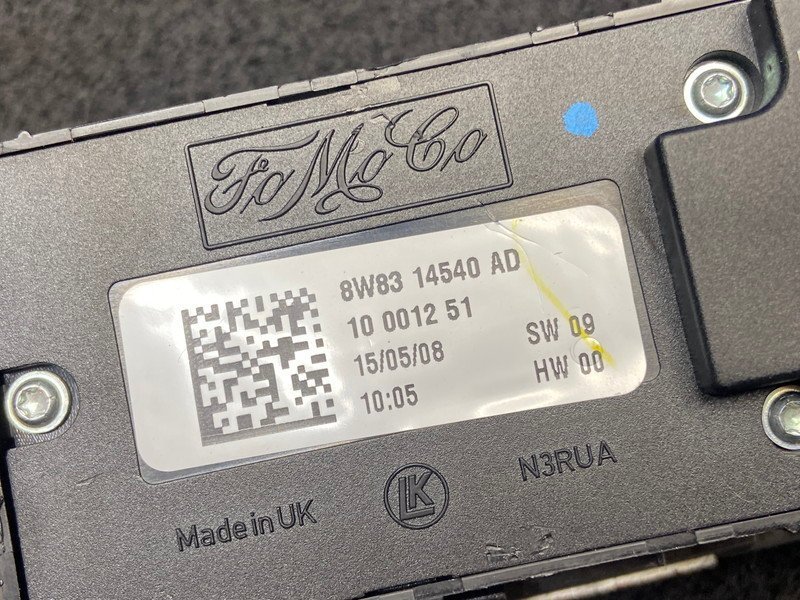 FoMoCo
8W83 14540 AD
10 0012 51
15/05/08
SW 09
10:05
HW 00
Made in UK
LK
N3RUA